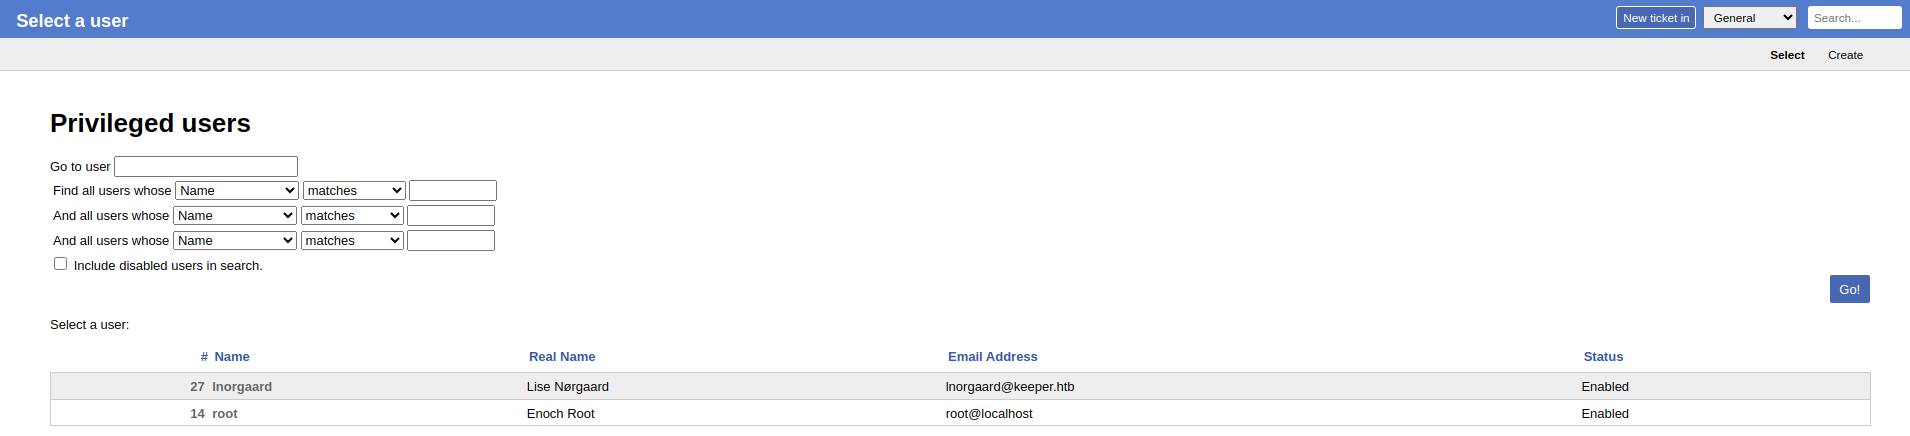 Select a user New ticket in General Search...
Select Create
Privileged users
Go to user
Find all users whose Name matches
And all users whose Name matches
And all users whose Name matches
Include disabled users in search.
Go!
Select a user:
# Name Real Name Email Address Status
27 lnorgaard Lise Nørgaard lnorgaard@keeper.htb Enabled
14 root Enoch Root root@localhost Enabled